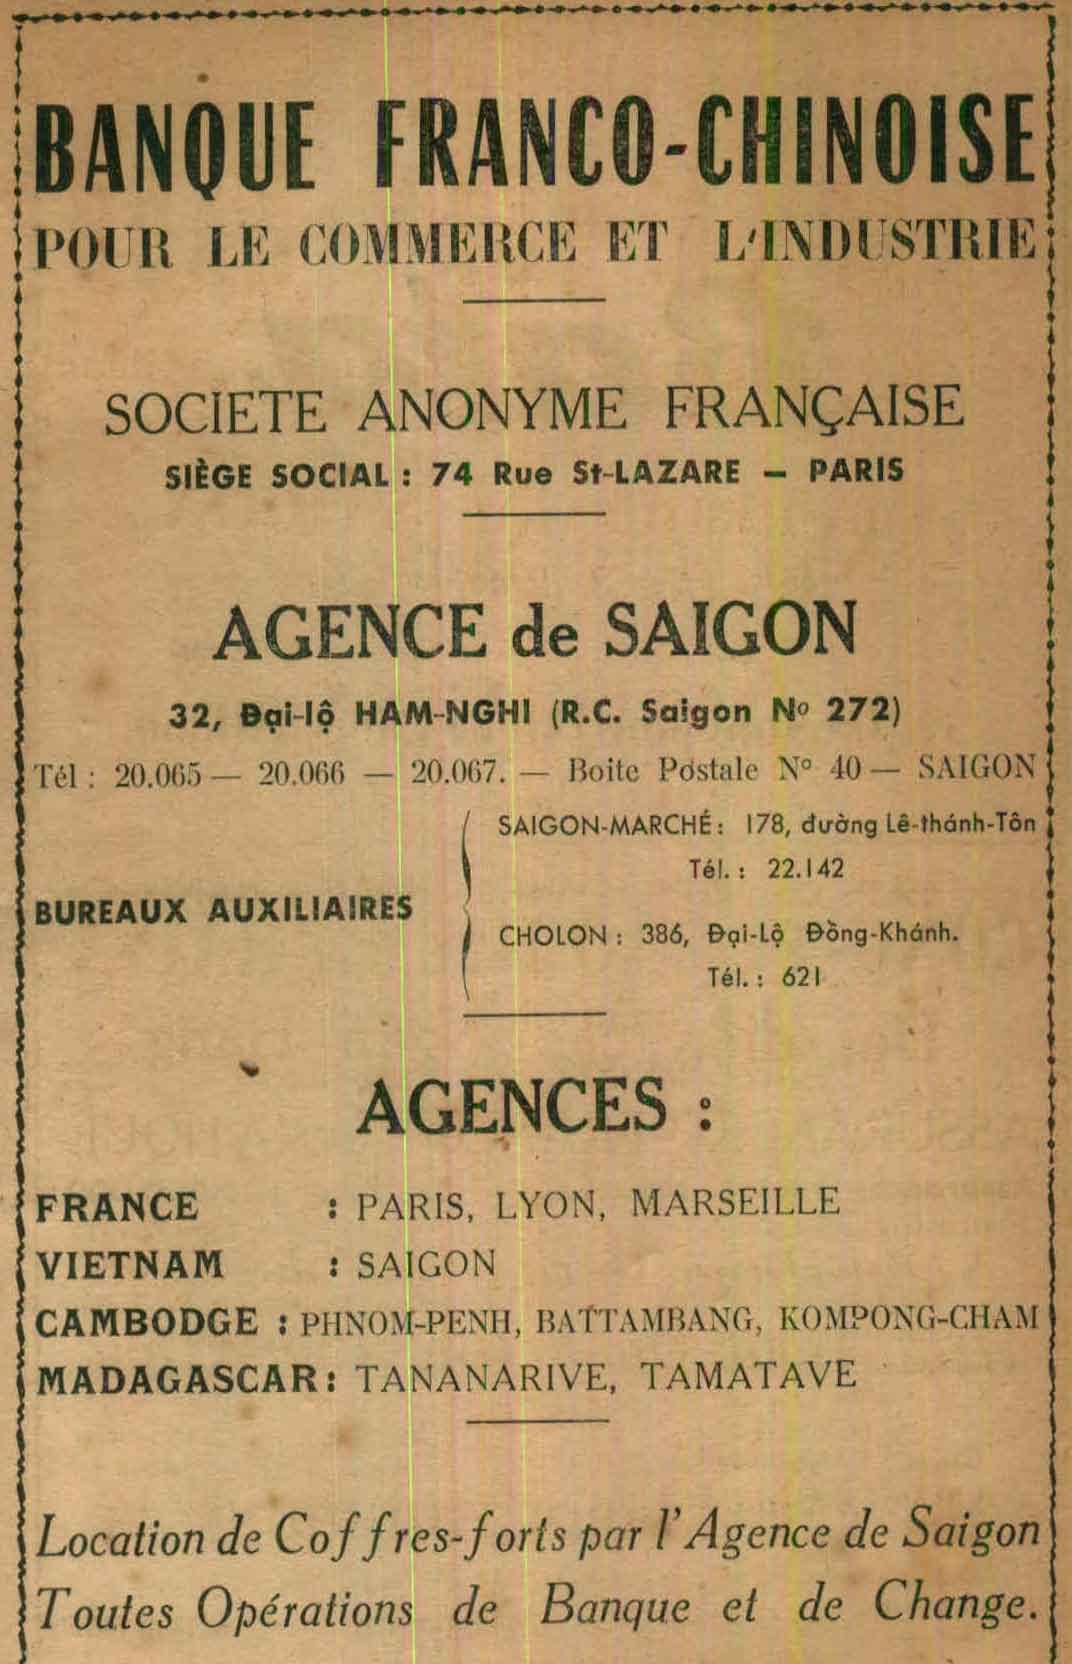 BANQUE FRANCO-CHINOISE
POUR LE COMMERCE ET L'INDUSTRIE
SOCIETE ANONYME FRANÇAISE
SIÈGE SOCIAL : 74 Rue St-LAZARE – PARIS
AGENCE de SAIGON
32, Đại-lộ HAM-NGHI (R.C. Saigon Nº 272)
Tél : 20.065 — 20.066 — 20.067. — Boite Postale Nº 40 — SAIGON
BUREAUX AUXILIAIRES
SAIGON-MARCHÉ : 178, đường Lê-thánh-Tôn
Tél. : 22.142
CHOLON : 386, Đại-Lộ Đồng-Khánh.
Tél. : 621
AGENCES :
FRANCE : PARIS, LYON, MARSEILLE
VIETNAM : SAIGON
CAMBODGE : PHNOM-PENH, BATTAMBANG, KOMPONG-CHAM
MADAGASCAR : TANANARIVE, TAMATAVE
Location de Coffres-forts par l'Agence de Saigon
Toutes Opérations de Banque et de Change.